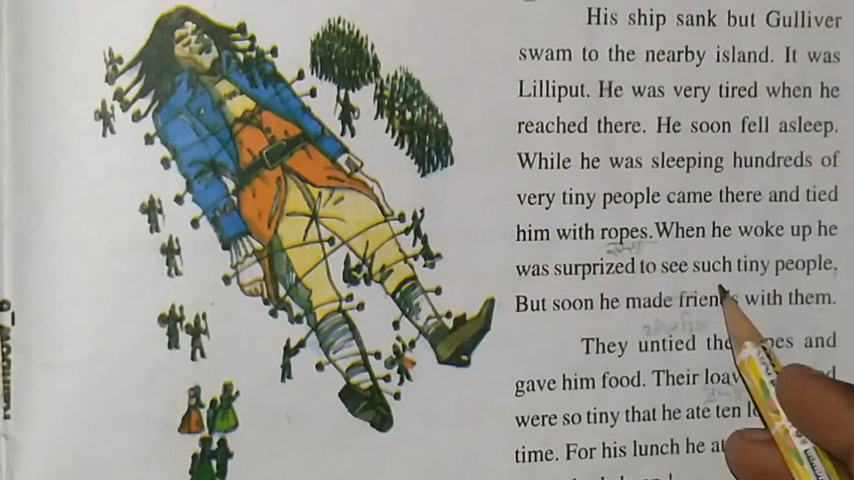 His ship sank but Gulliver
swam to the nearby island. It was
Lilliput. He was very tired when he
reached there. He soon fell asleep.
While he was sleeping hundreds of
very tiny people came there and tied
him with ropes.When he woke up he
was surprized to see such tiny people.
But soon he made friends with them.
They untied the and
gave him food. Their
were so tiny that he ate ten
time. For his lunch he
Rainbow_6